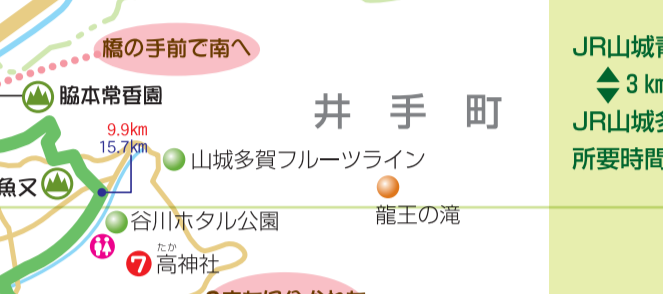 橋の手前で南へ
脇本常香園
井手町
JR山城
3 km
9.9km
15.7km
JR山城多
山城多賀フルーツライン
所要時間
魚又
龍王の滝
谷川ホタル公園
たか
7 高神社